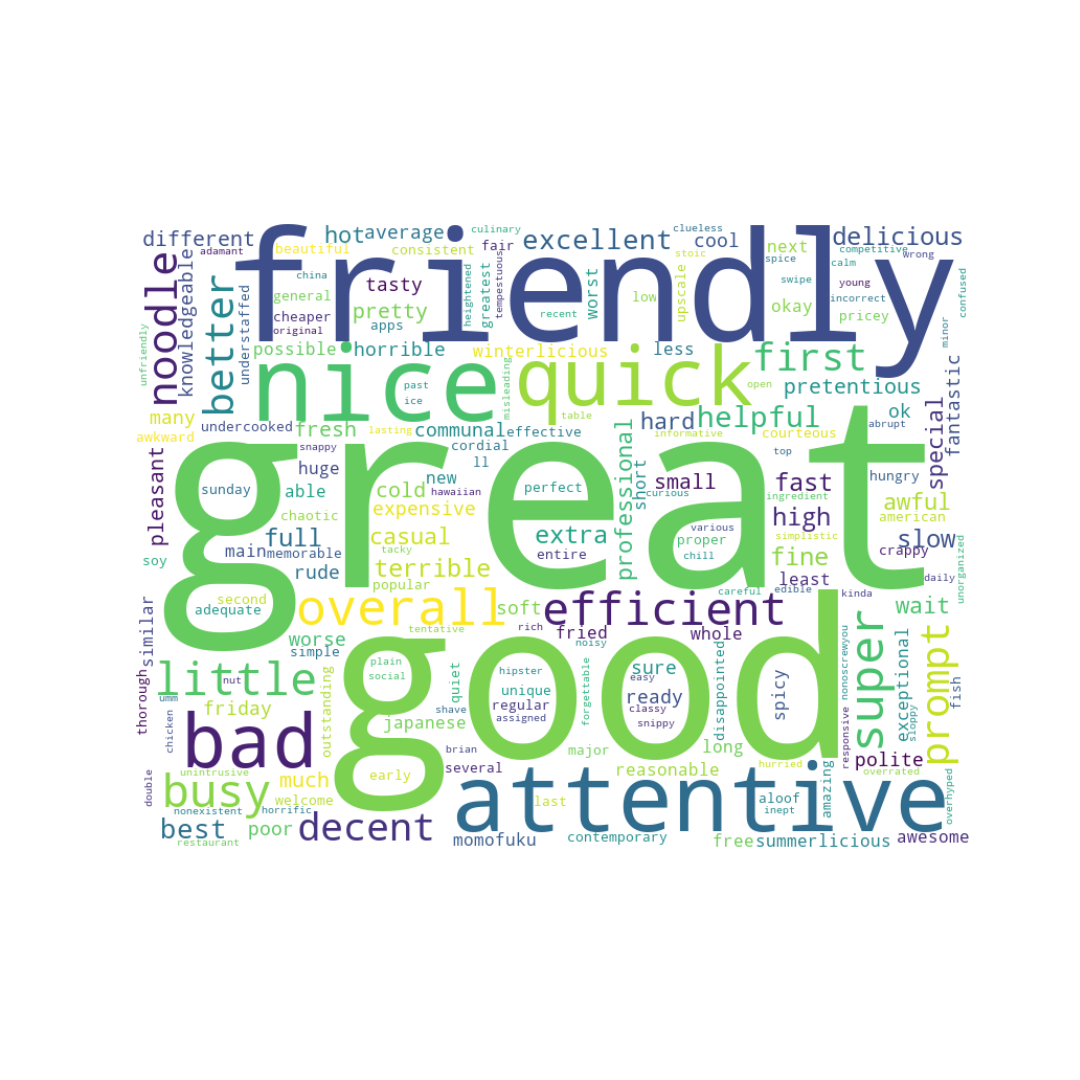 friendly
great
good
nice
quick
attentive
overall
efficient
bad
little
busy
decent
super
prompt
better
noodle
first
helpful
excellent
delicious
different
hot
average
consistent
beautiful
adamant
china
general
cheaper
original
understaffed
knowledgeable
unfriendly
many
awkward
pleasant
undercooked
possible
horrible
pretty
tasty
apps
fair
culinary
heightened
greatest
tempestuous
recent
worst
low
upscale
clueless
stoic
cool
next
spice
swipe
okay
pricey
young
incorrect
calm
competitive
wrong
confused
minor
winterlicious
less
misleading
past
ice
open
table
pretentious
ok
abrupt
special
fantastic
hard
informative
courteous
top
fresh
lasting
communal
effective
cordial
ll
snappy
huge
able
sunday
chaotic
new
cold
hawaiian
expensive
perfect
professional
short
curious
small
ingredient
fast
hungry
awful
american
high
simplistic
slow
crappy
unorganized
soy
full
main
memorable
rude
casual
tacky
terrible
popular
extra
entire
various
proper
chill
fine
least
careful
edible
kinda
daily
second
adequate
similar
worse
simple
soft
tentative
rich
fried
noisy
whole
wait
thorough
umm
nut
chicken
friday
outstanding
plain
social
quiet
japanese
shave
hipster
unique
regular
assigned
forgettable
easy
classy
snippy
sure
ready
disappointed
spicy
long
exceptional
nonoscrewyou
responsive
sloppy
fish
polite
double
unintrusive
nonexistent
horrific
much
welcome
early
brian
several
major
reasonable
last
hurried
aloof
inept
amazing
overrated
overhyped
best
poor
restaurant
momofuku
contemporary
free
summerlicious
awesome